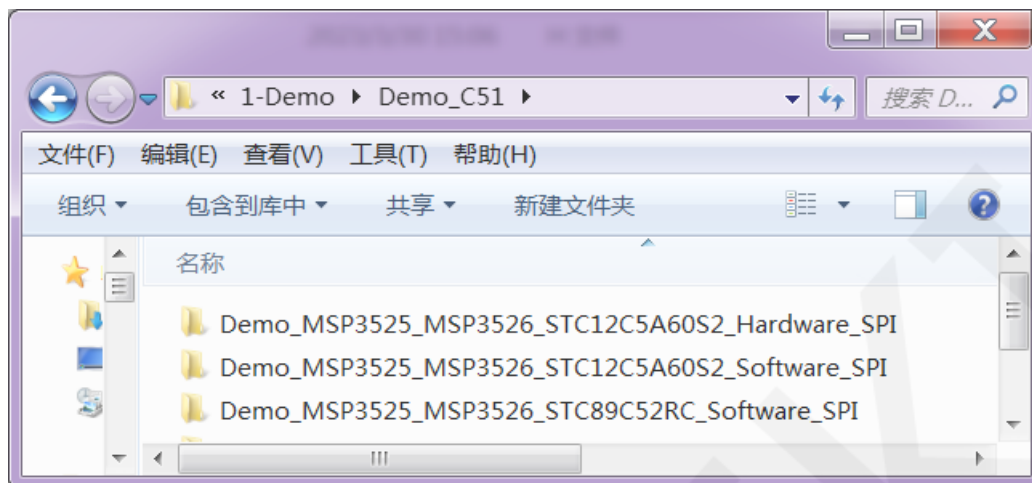 « 1-Demo ▸ Demo_C51 ▸ 搜索 D...
文件(F) 编辑(E) 查看(V) 工具(T) 帮助(H)
组织 包含到库中 共享 新建文件夹
名称
Demo_MSP3525_MSP3526_STC12C5A60S2_Hardware_SPI
Demo_MSP3525_MSP3526_STC12C5A60S2_Software_SPI
Demo_MSP3525_MSP3526_STC89C52RC_Software_SPI